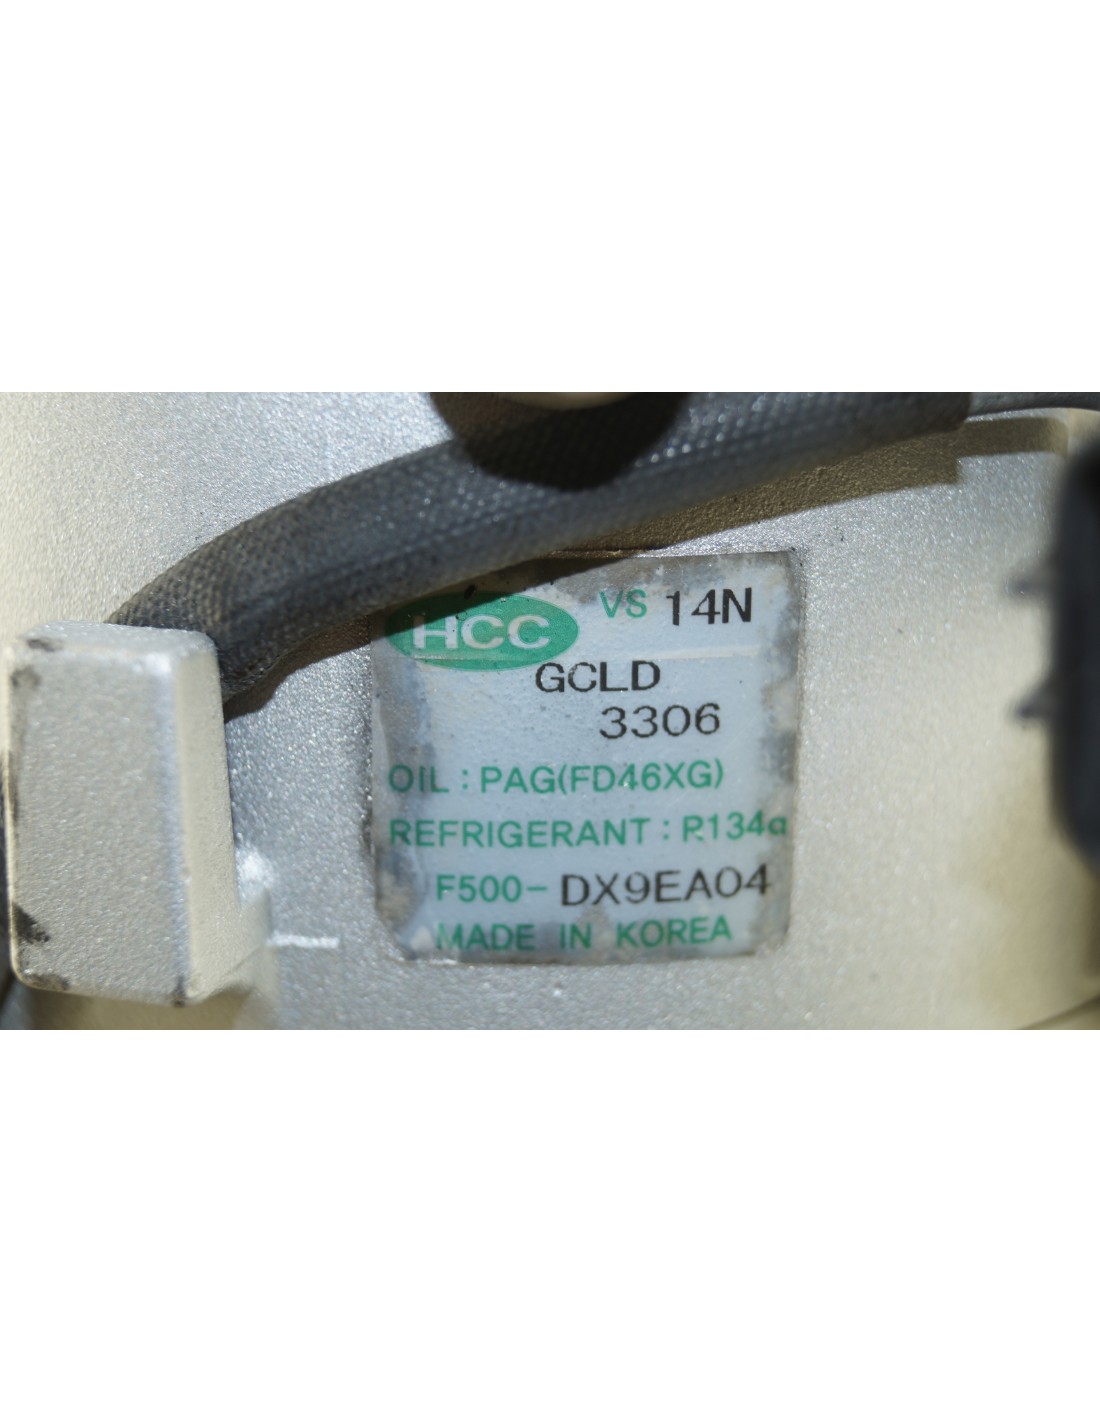 HCC VS 14N
GCLD
3306
OIL : PAG(FD46XG)
REFRIGERANT : R134a
F500- DX9EA04
MADE IN KOREA